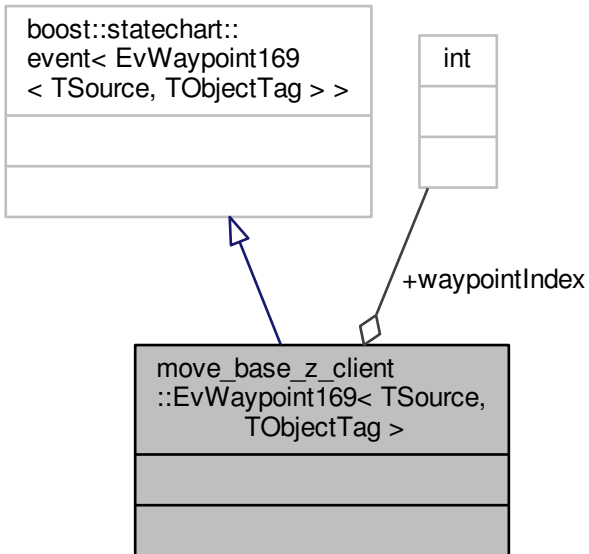 boost::statechart::
event< EvWaypoint169
< TSource, TObjectTag > >
int
+waypointIndex
move_base_z_client
::EvWaypoint169< TSource,
TObjectTag >